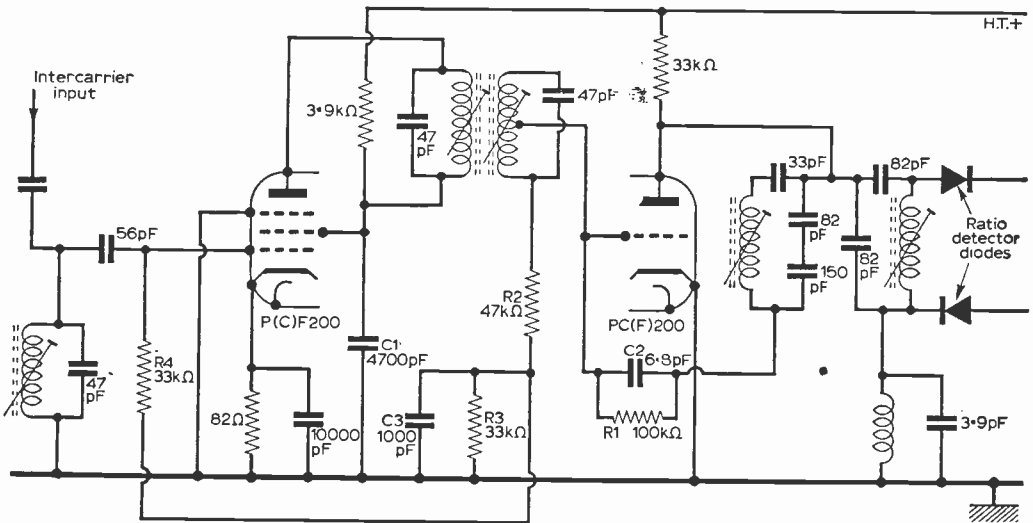 H.T.+
Intercarrier
input
3·9kΩ
47
pF
47pF
33kΩ
56pF
33pF
82pF
82
pF
82
pF
150
pF
Ratio
detector
diodes
P(C)F200
PC(F)200
R2
47kΩ
C1
4700pF
C2
6·8pF
R4
33kΩ
47
pF
82Ω
10000
pF
C3
1000
pF
R3
33kΩ
R1 100kΩ
3·9pF